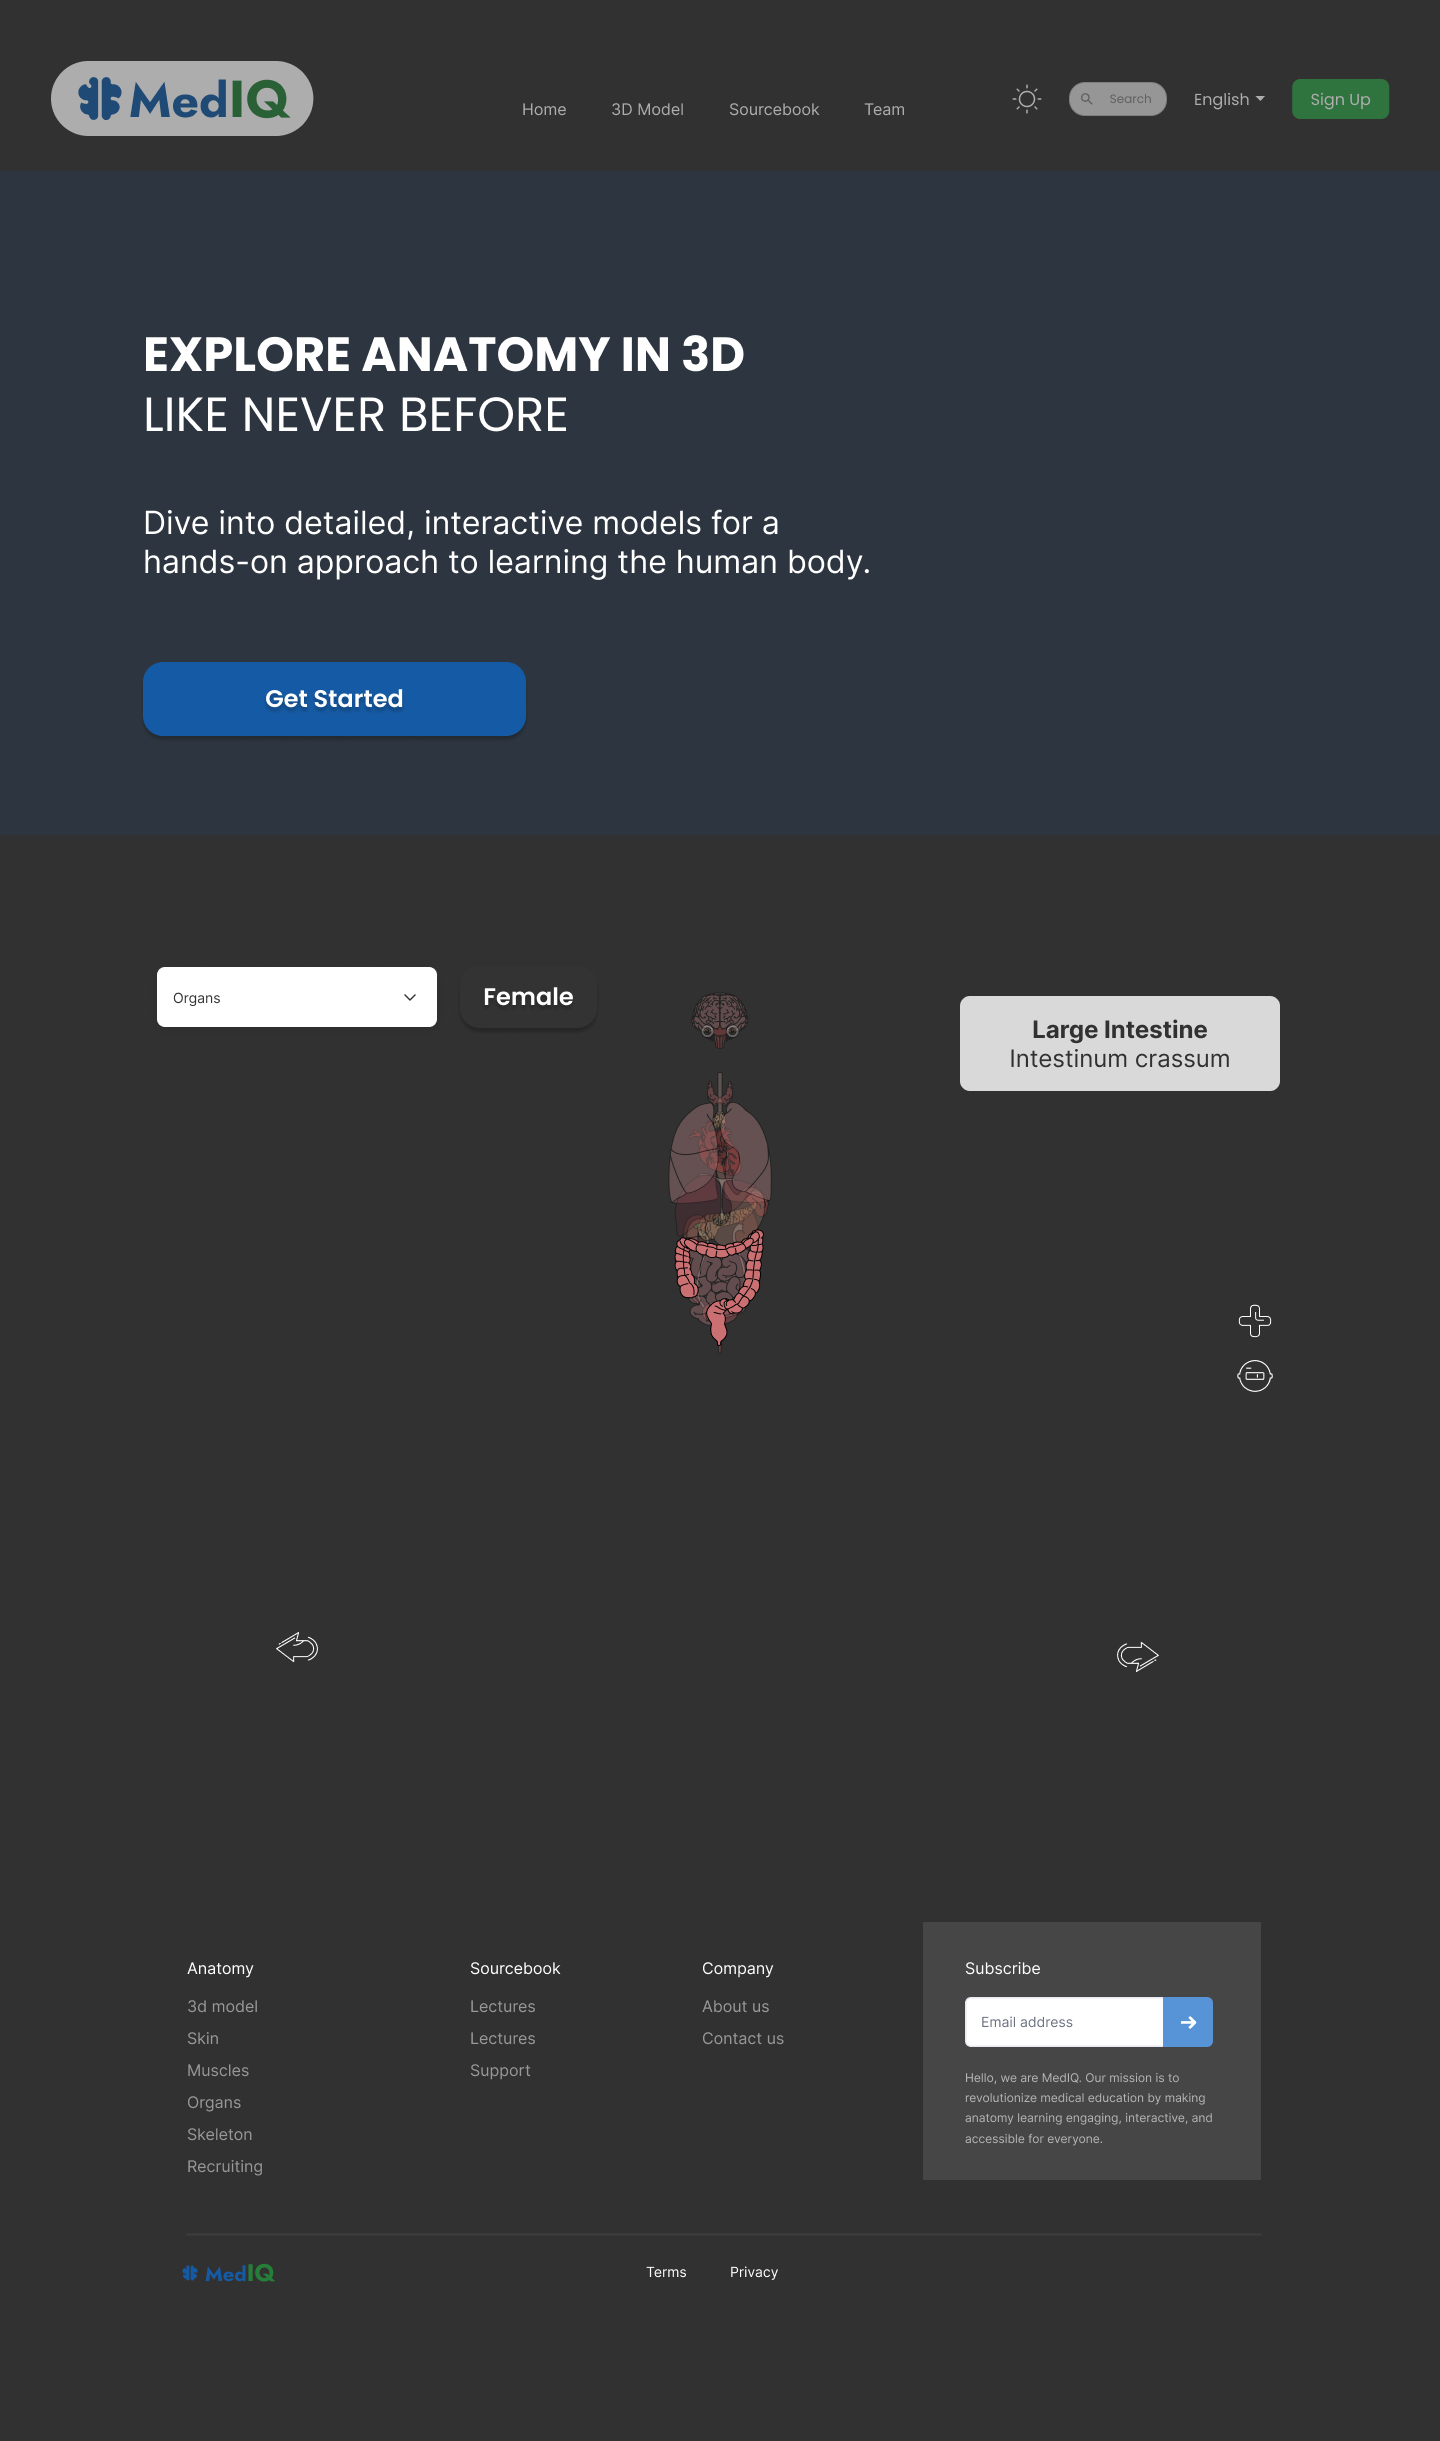 MedIQ
Home
3D Model
Sourcebook
Team
Search
English
Sign Up
EXPLORE ANATOMY IN 3D
LIKE NEVER BEFORE
Dive into detailed, interactive models for a
hands-on approach to learning the human body.
Get Started
Organs
Female
Large Intestine
Intestinum crassum
Anatomy
3d model
Skin
Muscles
Organs
Skeleton
Recruiting
Sourcebook
Lectures
Lectures
Support
Company
About us
Contact us
Subscribe
Email address
Hello, we are MedIQ. Our mission is to
revolutionize medical education by making
anatomy learning engaging, interactive, and
accessible for everyone.
MedIQ
Terms
Privacy